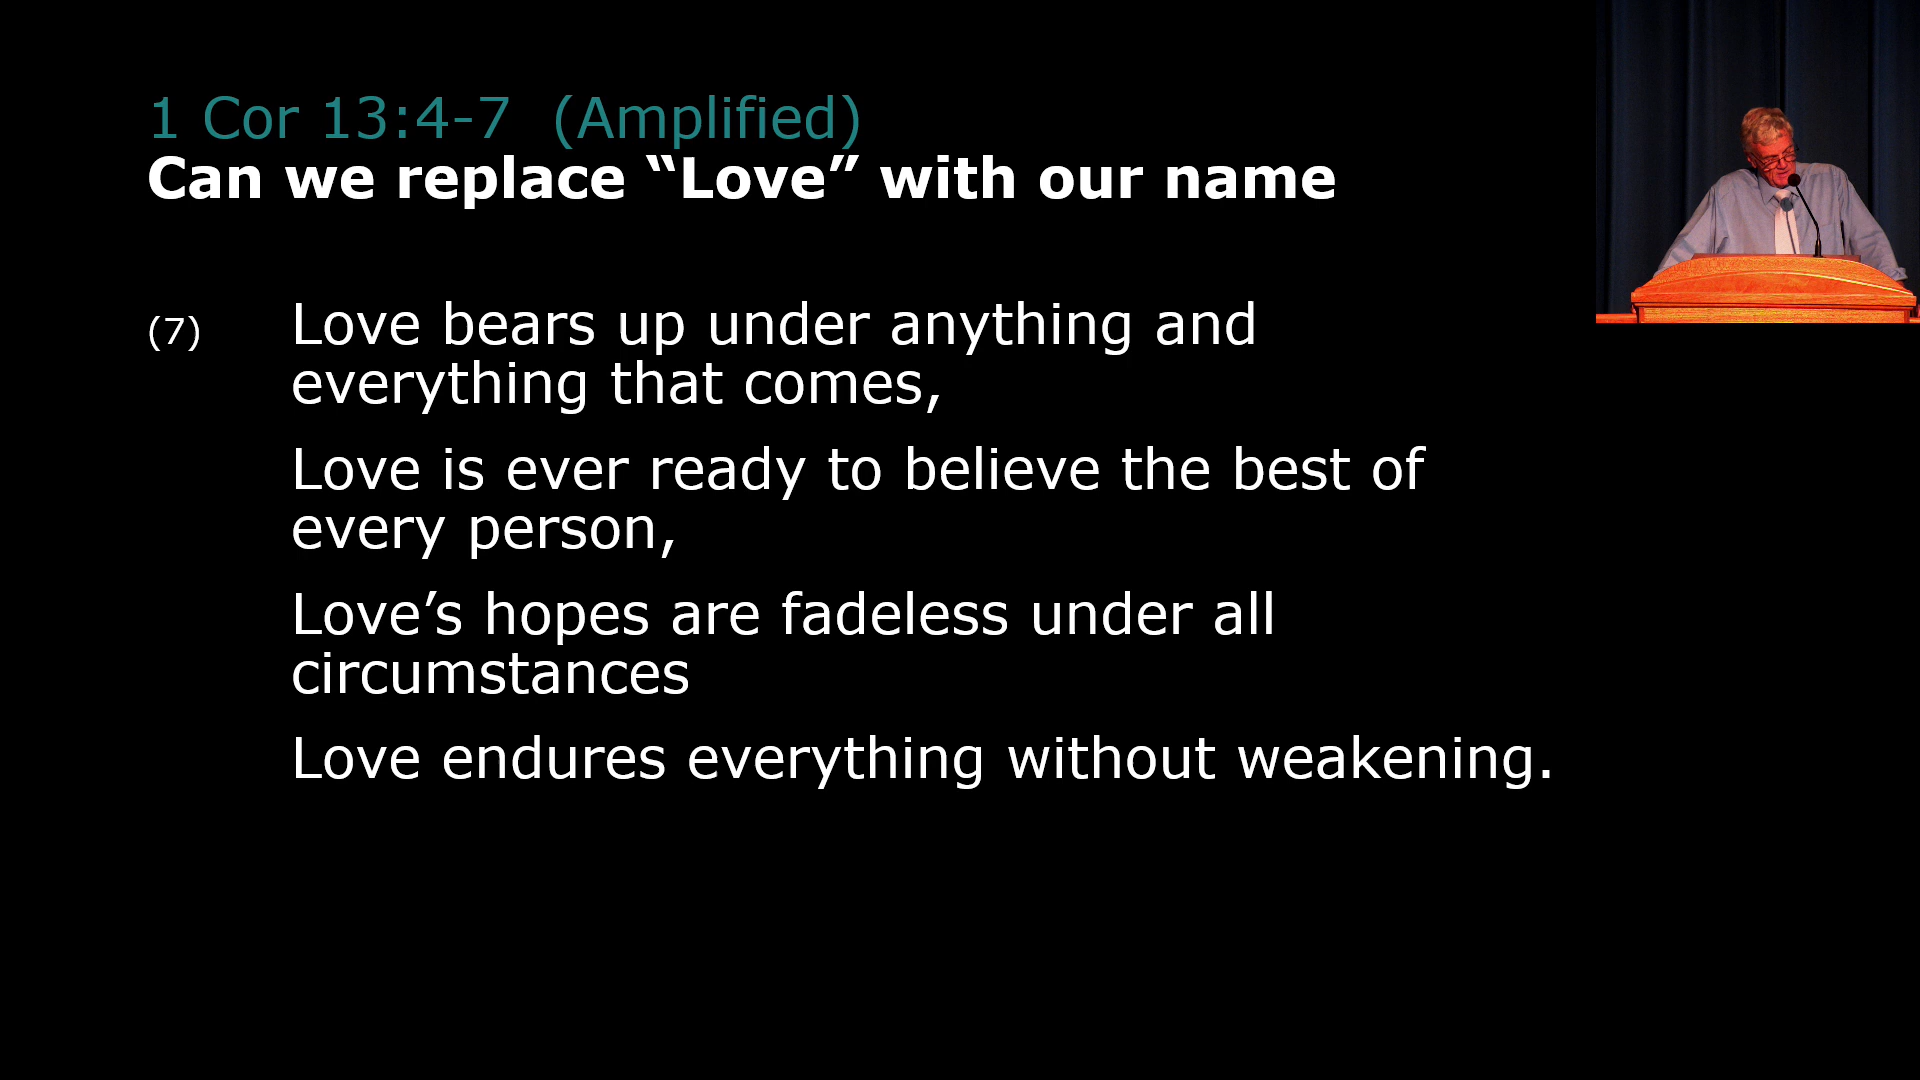 1 Cor 13:4-7 (Amplified)
Can we replace “Love” with our name
(7) Love bears up under anything and
everything that comes,
Love is ever ready to believe the best of
every person,
Love’s hopes are fadeless under all
circumstances
Love endures everything without weakening.